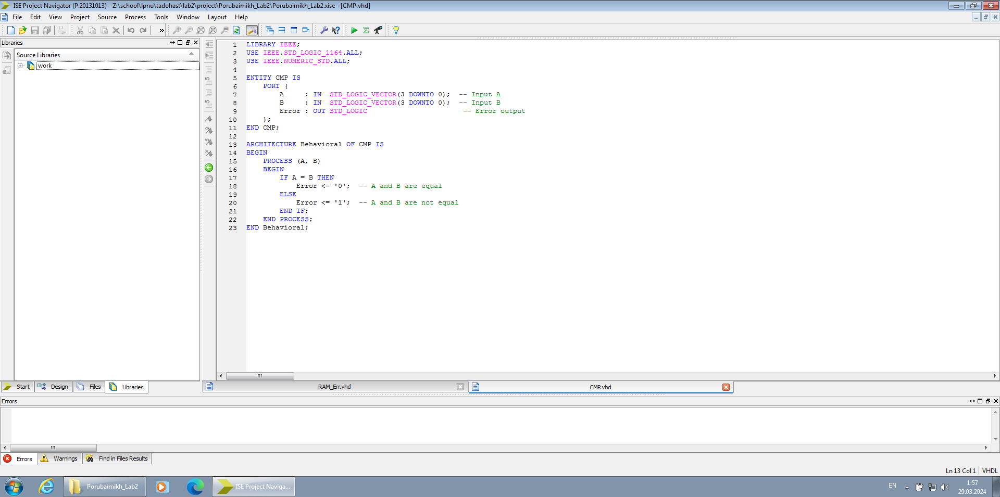 ISE Project Navigator (P.20131013) - Z:\school\lpnu\tadohast\lab2\project\Porubaimikh_Lab2\Porubaimikh_Lab2.xise - [CMP.vhd]
File Edit View Project Source Process Tools Window Layout Help
Libraries
Source Libraries
work
1 LIBRARY IEEE;
2 USE IEEE.STD_LOGIC_1164.ALL;
3 USE IEEE.NUMERIC_STD.ALL;
4
5 ENTITY CMP IS
6 PORT (
7 A : IN STD_LOGIC_VECTOR(3 DOWNTO 0); -- Input A
8 B : IN STD_LOGIC_VECTOR(3 DOWNTO 0); -- Input B
9 Error : OUT STD_LOGIC -- Error output
10 );
11 END CMP;
12
13 ARCHITECTURE Behavioral OF CMP IS
14 BEGIN
15 PROCESS (A, B)
16 BEGIN
17 IF A = B THEN
18 Error <= '0'; -- A and B are equal
19 ELSE
20 Error <= '1'; -- A and B are not equal
21 END IF;
22 END PROCESS;
23 END Behavioral;
Start Design Files Libraries
RAM_Err.vhd CMP.vhd
Errors
Errors Warnings Find in Files Results
Ln 13 Col 1 VHDL
Porubaimikh_Lab2 ISE Project Naviga...
EN
1:57
29.03.2024